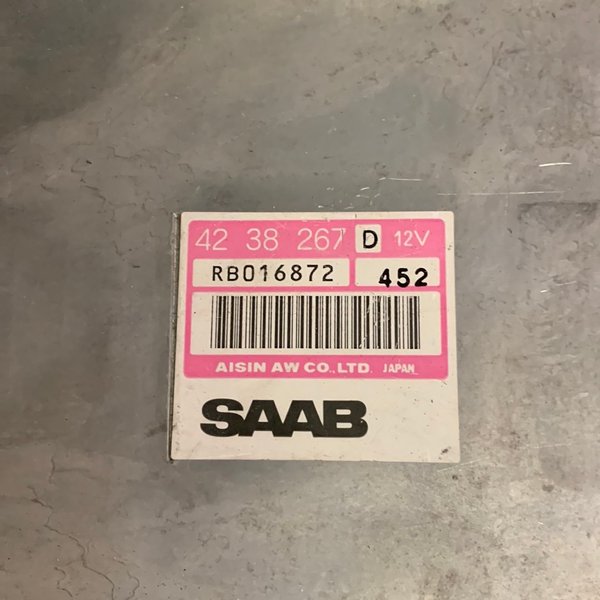 42 38 267 D 12V
RB016872 452
AISIN AW CO.,LTD. JAPAN
SAAB